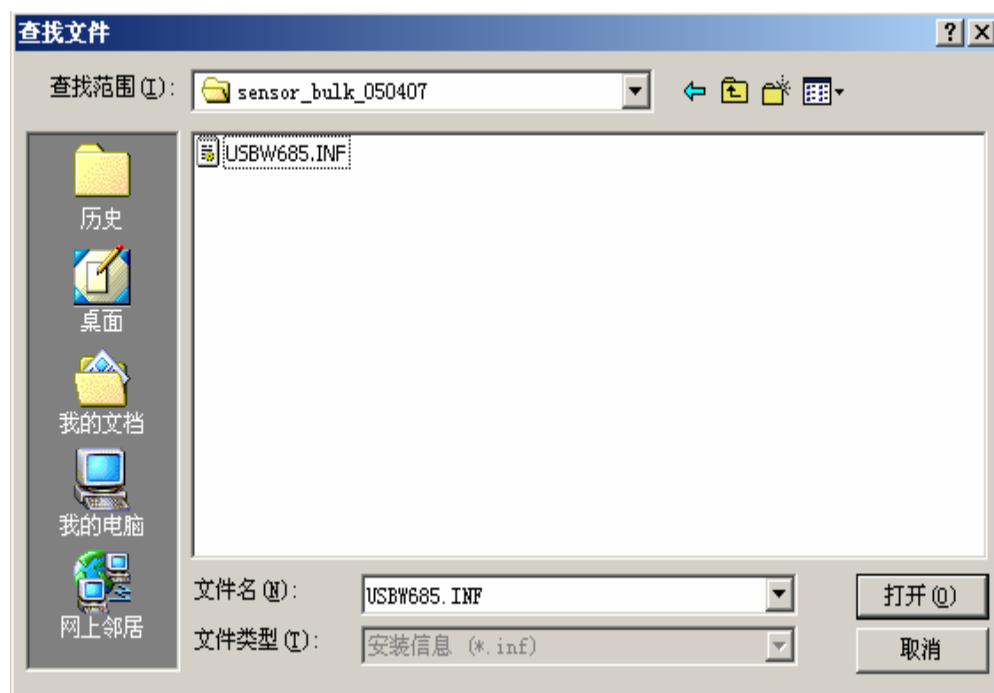 查找文件
查找范围(I):
sensor_bulk_050407
历史
桌面
我的文档
我的电脑
网上邻居
USBW685.INF
文件名(N):
USBW685.INF
打开(O)
文件类型(T):
安装信息 (*.inf)
取消